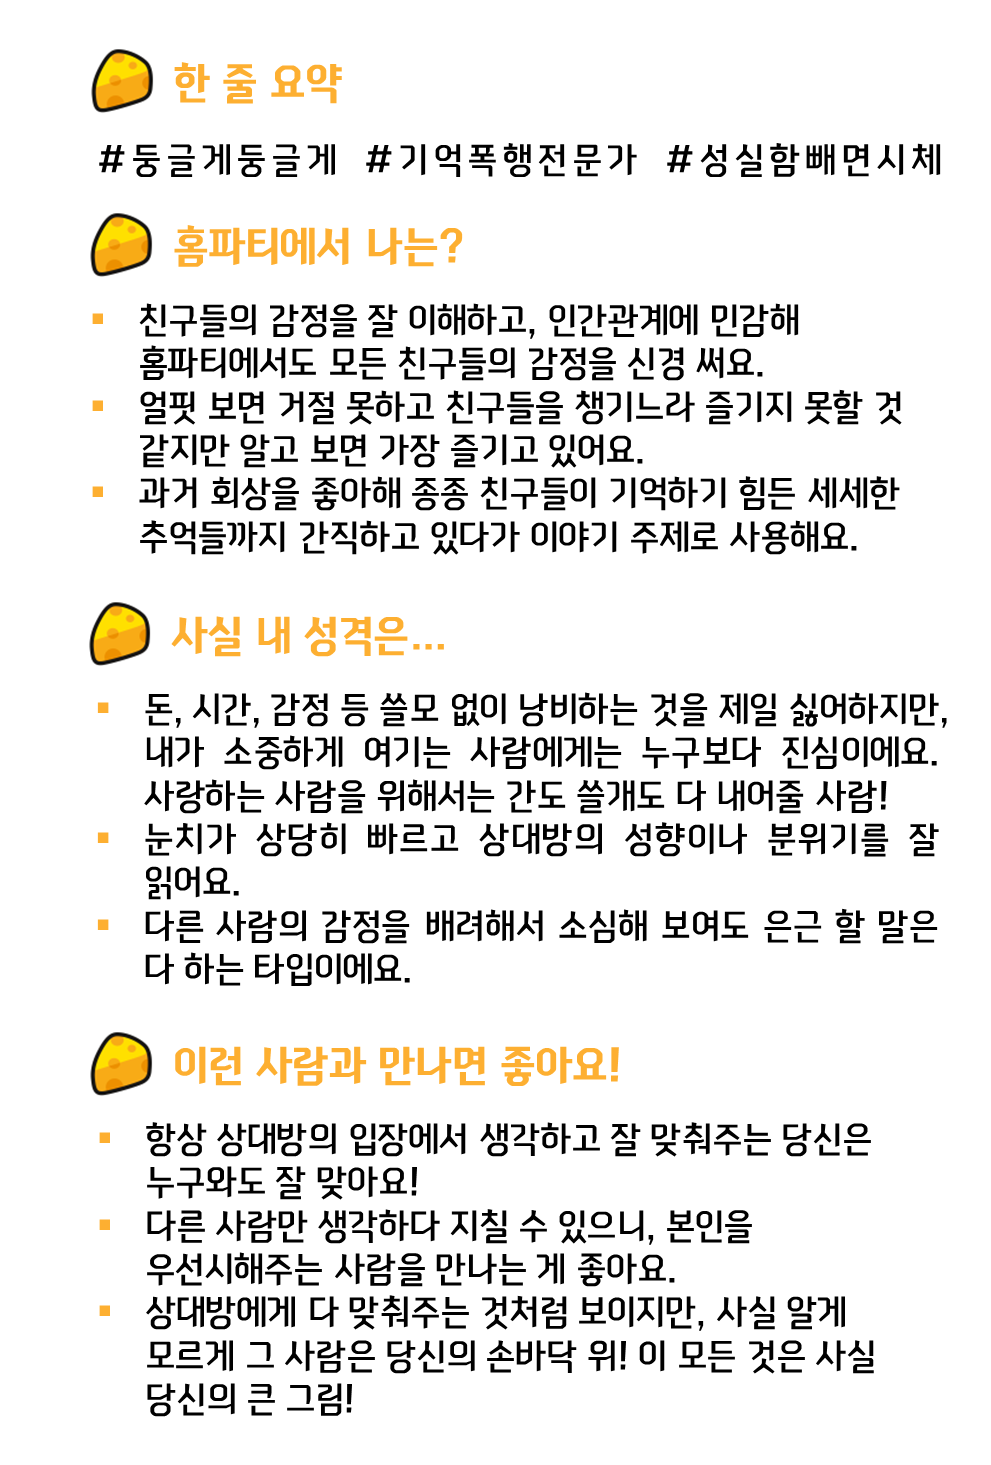 한 줄 요약
#둥글게둥글게 #기억폭행전문가 #성실함빼면시체
홈파티에서 나는?
▪ 친구들의 감정을 잘 이해하고, 인간관계에 민감해
홈파티에서도 모든 친구들의 감정을 신경 써요.
▪ 얼핏 보면 거절 못하고 친구들을 챙기느라 즐기지 못할 것
같지만 알고 보면 가장 즐기고 있어요.
▪ 과거 회상을 좋아해 종종 친구들이 기억하기 힘든 세세한
추억들까지 간직하고 있다가 이야기 주제로 사용해요.
사실 내 성격은...
▪ 돈, 시간, 감정 등 쓸모 없이 낭비하는 것을 제일 싫어하지만,
내가 소중하게 여기는 사람에게는 누구보다 진심이에요.
사랑하는 사람을 위해서는 간도 쓸개도 다 내어줄 사람!
▪ 눈치가 상당히 빠르고 상대방의 성향이나 분위기를 잘
읽어요.
▪ 다른 사람의 감정을 배려해서 소심해 보여도 은근 할 말은
다 하는 타입이에요.
이런 사람과 만나면 좋아요!
▪ 항상 상대방의 입장에서 생각하고 잘 맞춰주는 당신은
누구와도 잘 맞아요!
▪ 다른 사람만 생각하다 지칠 수 있으니, 본인을
우선시해주는 사람을 만나는 게 좋아요.
▪ 상대방에게 다 맞춰주는 것처럼 보이지만, 사실 알게
모르게 그 사람은 당신의 손바닥 위! 이 모든 것은 사실
당신의 큰 그림!